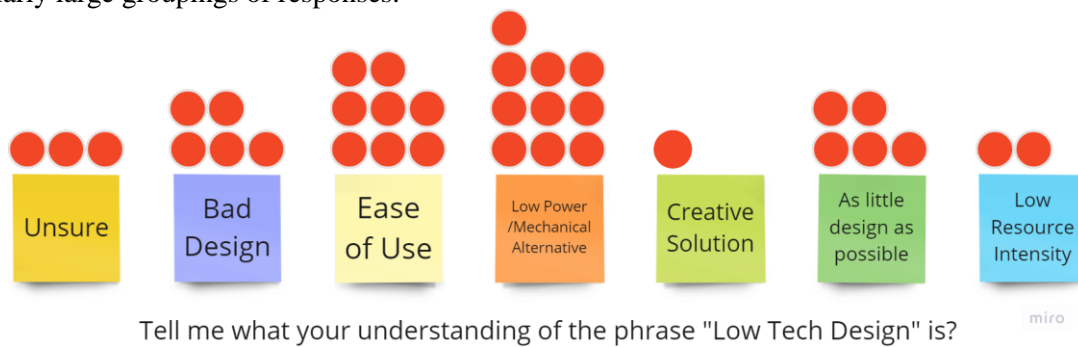 larly large groupings of responses.
Unsure
Bad
Design
Ease
of Use
Low Power
/Mechanical
Alternative
Creative
Solution
As little
design as
possible
Low
Resource
Intensity
Tell me what your understanding of the phrase "Low Tech Design" is?
miro